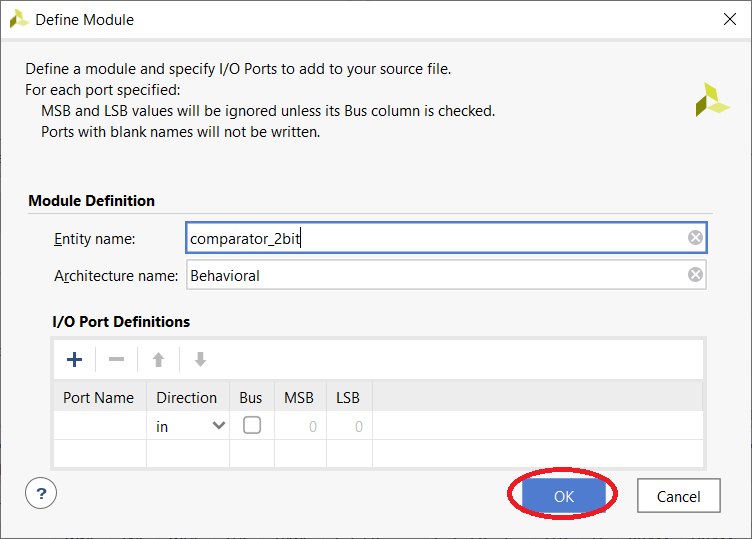 Define Module
Define a module and specify I/O Ports to add to your source file.
For each port specified:
MSB and LSB values will be ignored unless its Bus column is checked.
Ports with blank names will not be written.
Module Definition
Entity name: comparator_2bit
Architecture name: Behavioral
I/O Port Definitions
Port Name Direction Bus MSB LSB
in 0 0
? OK Cancel